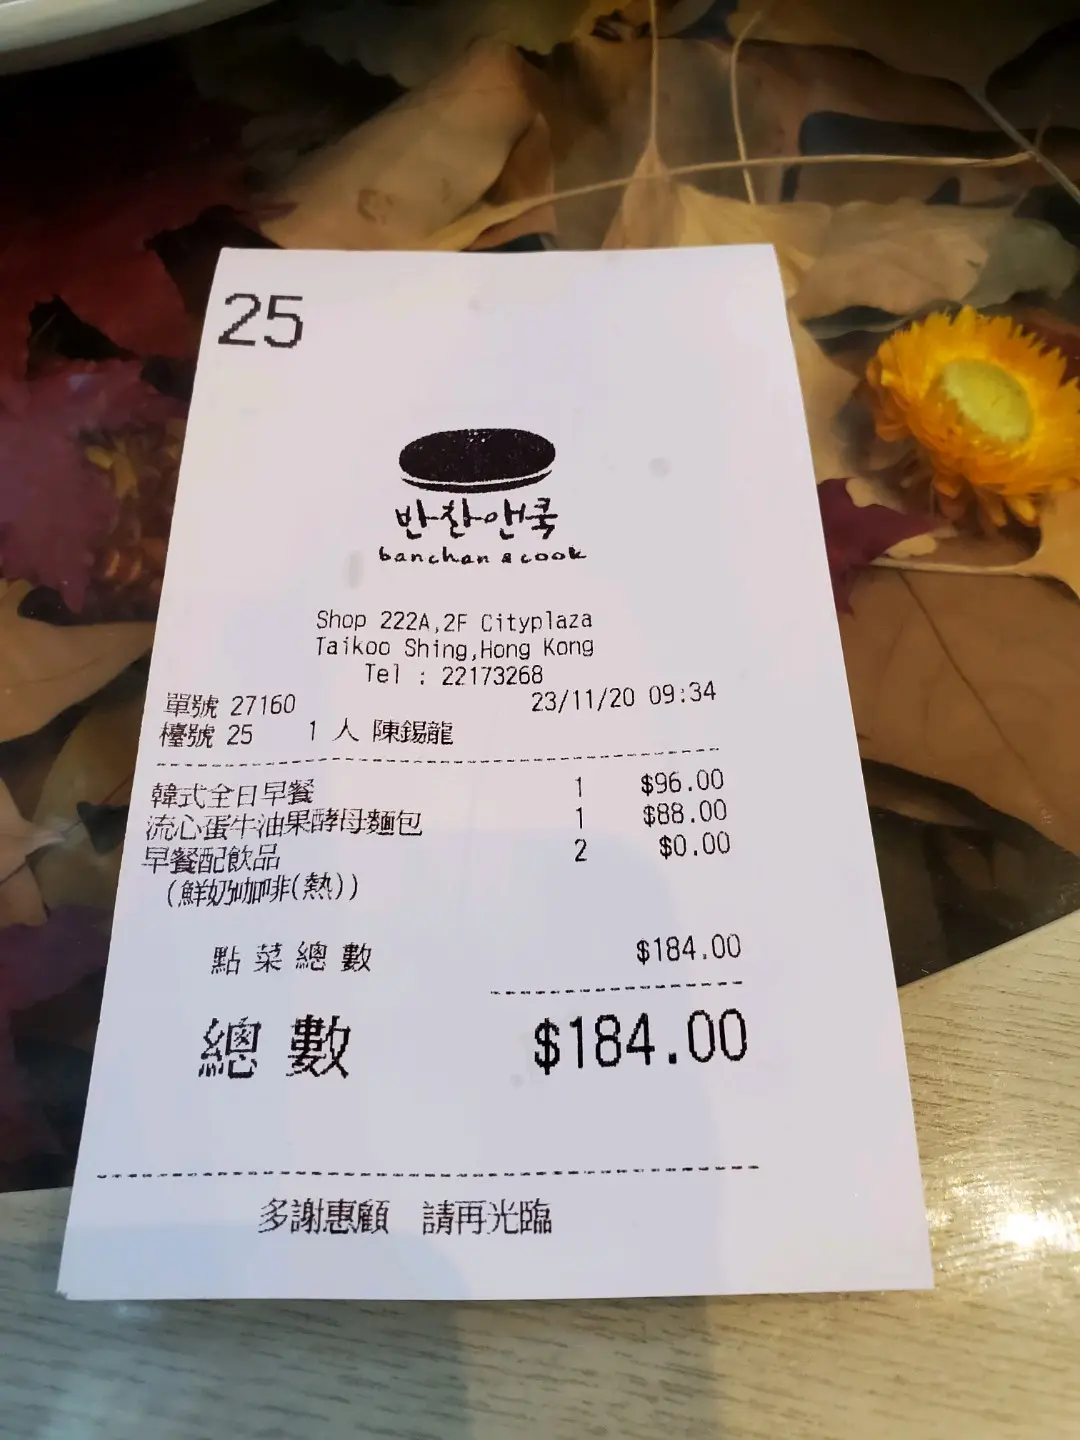 25
반찬앤쿡
banchan & cook
Shop 222A,2F Cityplaza
Taikoo Shing,Hong Kong
Tel : 22173268
單號 27160 23/11/20 09:34
檯號 25 1 人 陳錫龍
韓式全日早餐 1 $96.00
流心蛋牛油果酵母麵包 1 $88.00
早餐配飲品 2 $0.00
(鮮奶咖啡(熱))
點菜總數 $184.00
總數 $184.00
多謝惠顧 請再光臨